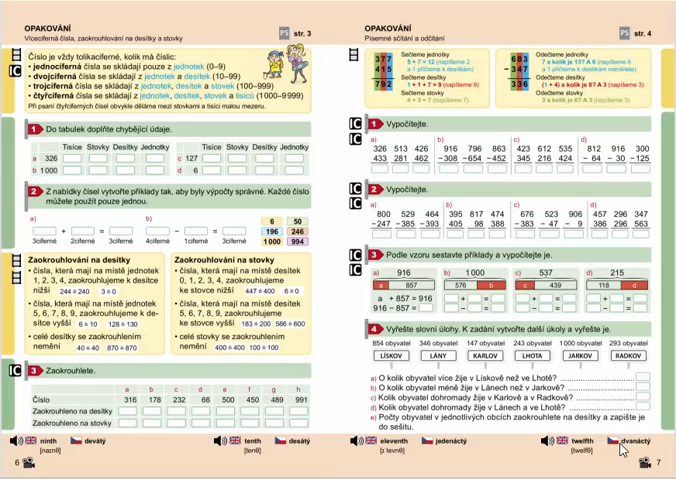 OPAKOVÁNÍ
Víceciferná čísla, zaokrouhlování na desítky a stovky
PS str. 3
Číslo je vždy tolikaciferné, kolik má číslic:
• jednociferná čísla se skládají pouze z jednotek (0–9)
• dvojciferná čísla se skládají z jednotek a desítek (10–99)
• trojciferná čísla se skládají z jednotek, desítek a stovek (100–999)
• čtyřciferná čísla se skládají z jednotek, desítek, stovek a tisíců (1000–9999)
Při psaní čtyřciferných čísel obvykle děláme mezi stovkami a tisíci malou mezeru.
1 Do tabulek doplňte chybějící údaje.
Tisíce Stovky Desítky Jednotky Tisíce Stovky Desítky Jednotky
a 326 c 127
b 1 000 d 6
2 Z nabídky čísel vytvořte příklady tak, aby byly výpočty správné. Každé číslo
můžete použít pouze jednou.
a) b) 6 50
+ = − = 196 246
3ciferné 2ciferné 3ciferné 4ciferné 1ciferné 3ciferné 1 000 994
Zaokrouhlování na desítky
• čísla, která mají na místě jednotek
1, 2, 3, 4, zaokrouhlujeme k desítce
nižší 244 ≐ 240 3 ≐ 0
• čísla, která mají na místě jednotek
5, 6, 7, 8, 9, zaokrouhlujeme k de-
sítce vyšší 6 ≐ 10 128 ≐ 130
• celé desítky se zaokrouhlením
nemění 40 ≐ 40 870 ≐ 870
Zaokrouhlování na stovky
• čísla, která mají na místě desítek
0, 1, 2, 3, 4, zaokrouhlujeme
ke stovce nižší 447 ≐ 400 6 ≐ 0
• čísla, která mají na místě desítek
5, 6, 7, 8, 9, zaokrouhlujeme
ke stovce vyšší 183 ≐ 200 566 ≐ 600
• celé stovky se zaokrouhlením
nemění 400 ≐ 400 100 ≐ 100
3 Zaokrouhlete.
a b c d e f g h
Číslo 316 178 232 66 500 450 489 991
Zaokrouhleno na desítky
Zaokrouhleno na stovky
ninth devátý tenth desátý
[naɪnθ] [tenθ]
6
OPAKOVÁNÍ
Písemné sčítání a odčítání
PS str. 4
377
415
792
Sečteme jednotky
5 + 7 = 12 (napíšeme 2
a 1 přičteme k desítkám)
Sečteme desítky
1 + 1 + 7 = 9 (napíšeme 9)
Sečteme stovky
4 + 3 = 7 (napíšeme 7)
683
− 347
336
Odečteme jednotky
7 a kolik je 13? A 6 (napíšeme 6
a 1 přičteme k desítkám menšitele)
Odečteme desítky
(1 + 4) a kolik je 8? A 3 (napíšeme 3)
Odečteme stovky
3 a kolik je 6? A 3 (napíšeme 3)
1 Vypočítejte.
a) b) c) d)
326 513 426 916 796 863 423 612 535 812 916 300
433 281 462 −308 −654 −452 345 216 424 − 64 − 30 −125
2 Vypočítejte.
a) b) c) d)
800 529 464 395 817 474 676 523 906 457 296 347
−247 −385 −393 405 98 388 −383 − 47 − 9 386 296 563
3 Podle vzoru sestavte příklady a vypočítejte je.
a) 916 b) 1 000 c) 537 d) 215
a 857 576 b c 439 118 d
a + 857 = 916 + = + = + =
916 − 857 = − = − = − =
4 Vyřešte slovní úlohy. K zadání vytvořte další úkoly a vyřešte je.
854 obyvatel 346 obyvatel 147 obyvatel 243 obyvatel 1 000 obyvatel 293 obyvatel
LÍSKOV LÁNY KARLOV LHOTA JARKOV RADKOV
a) O kolik obyvatel více žije v Lískově než ve Lhotě?
b) O kolik obyvatel méně žije v Lánech než v Jarkově?
c) Kolik obyvatel dohromady žije v Karlově a v Radkově?
d) Kolik obyvatel dohromady žije v Lánech a ve Lhotě?
e) Počty obyvatel v jednotlivých obcích zaokrouhlete na desítky a zapište je
do sešitu.
eleventh jedenáctý twelfth dvanáctý
[ɪˈlevnθ] [twelfθ]
7